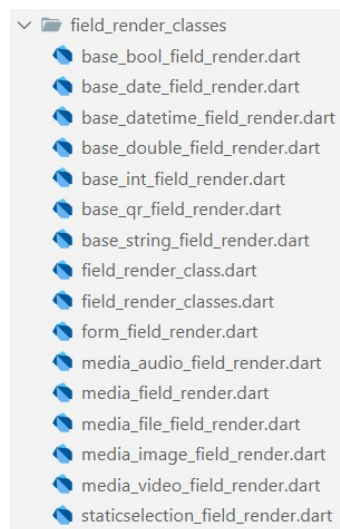 field_render_classes
base_bool_field_render.dart
base_date_field_render.dart
base_datetime_field_render.dart
base_double_field_render.dart
base_int_field_render.dart
base_qr_field_render.dart
base_string_field_render.dart
field_render_class.dart
field_render_classes.dart
form_field_render.dart
media_audio_field_render.dart
media_field_render.dart
media_file_field_render.dart
media_image_field_render.dart
media_video_field_render.dart
staticselection_field_render.dart